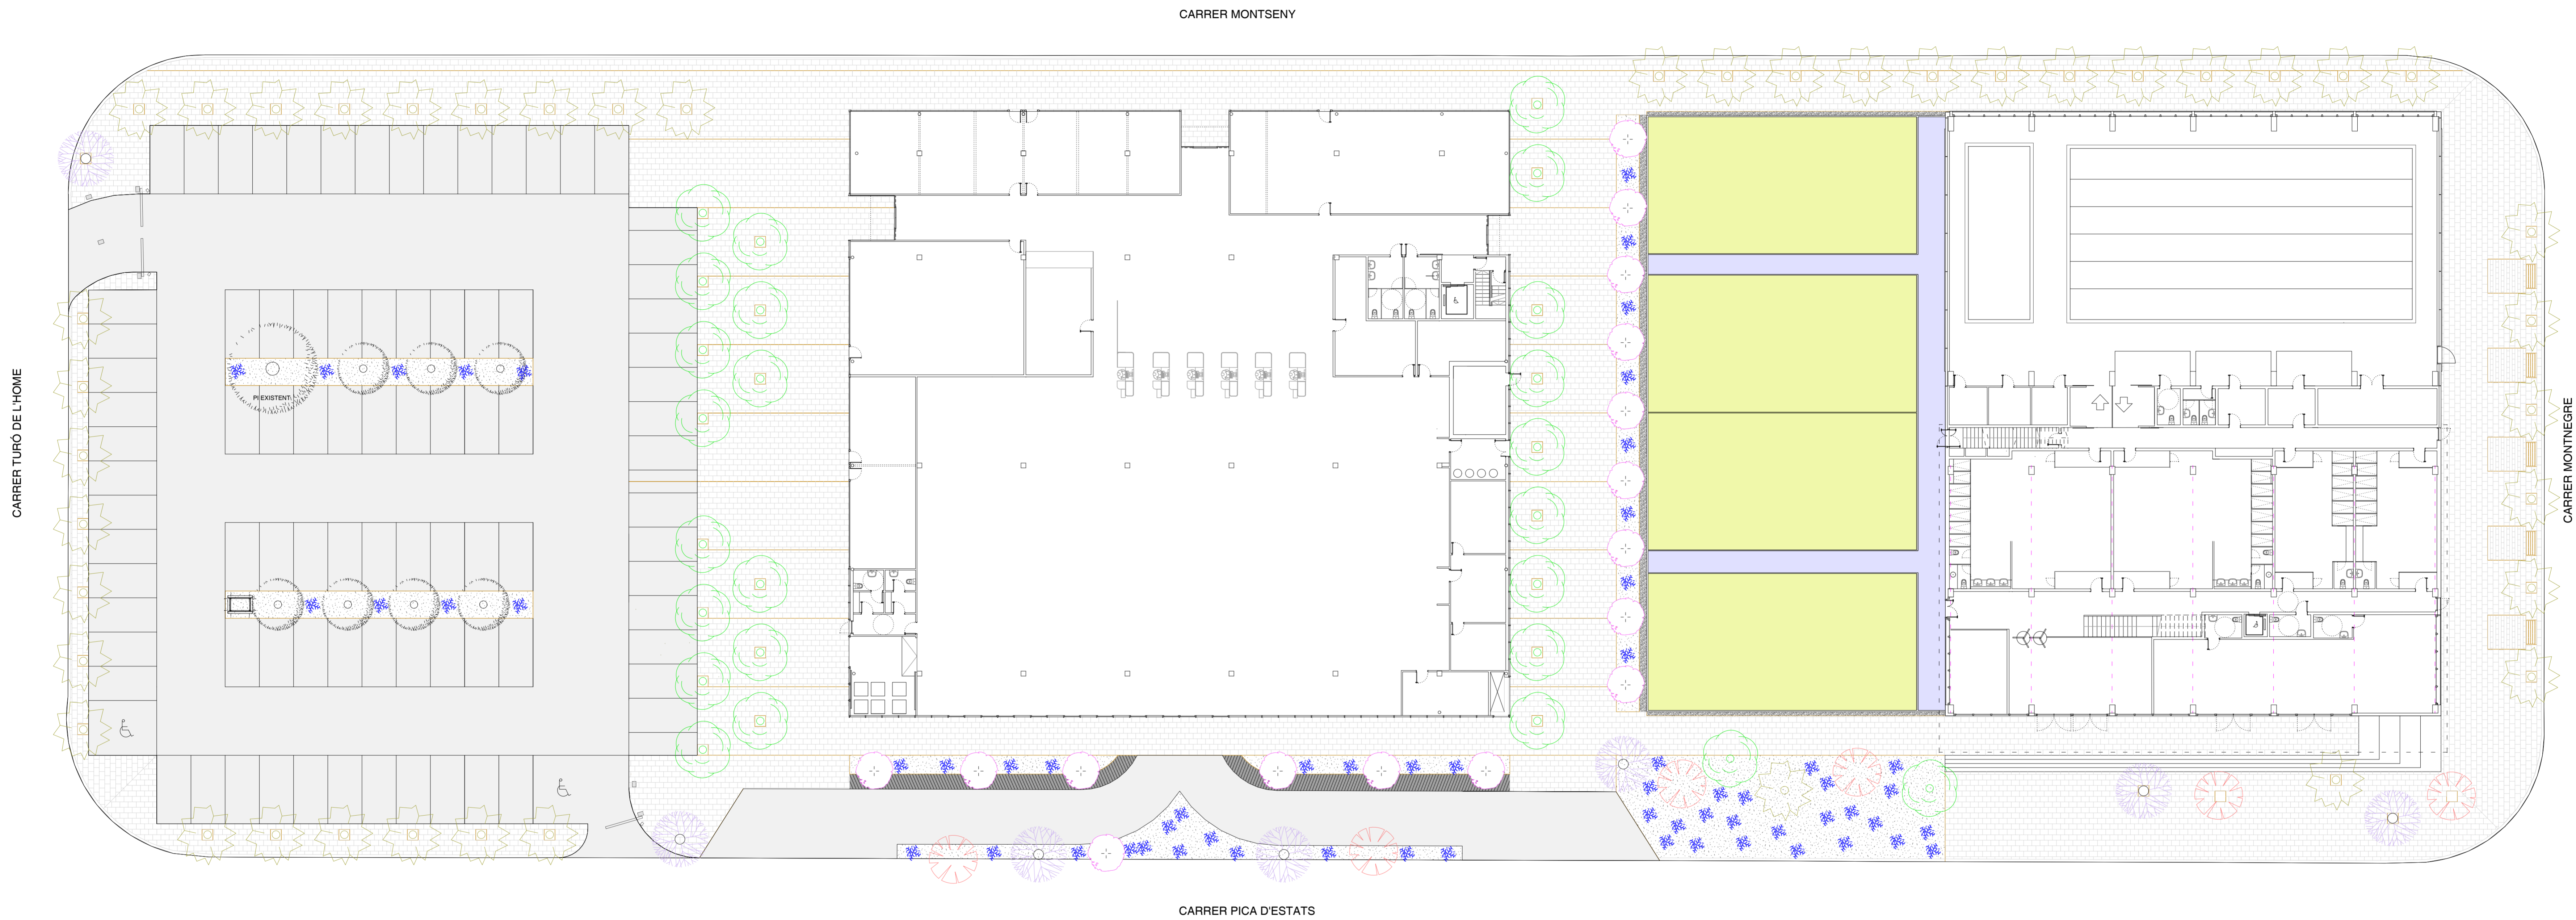 CARRER MONTSENY
CARRER TURÓ DE L'HOME
PI EXISTENT
CARRER MONTNEGRE
CARRER PICA D'ESTATS